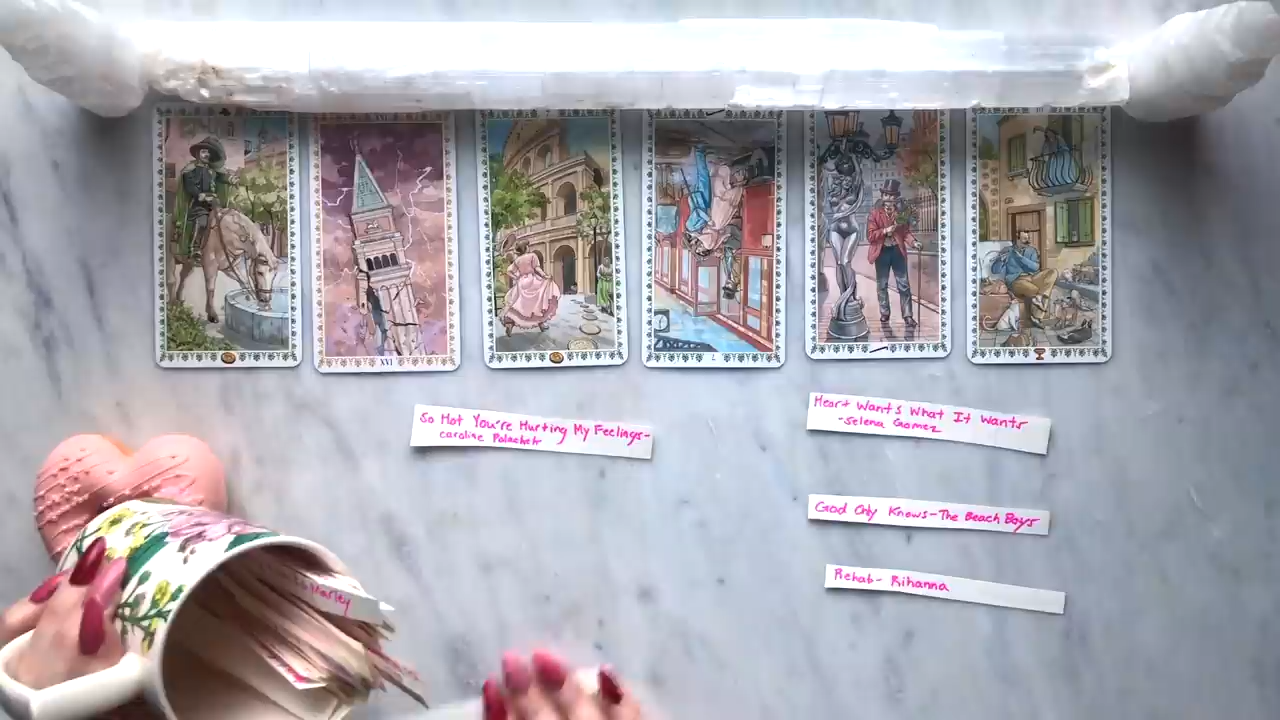 XVI
7
So Hot You're Hurting My Feelings-
caroline Polachek
Heart Wants What It Wants
-Selena Gomez
God Only Knows-The Beach Boys
Rehab- Rihanna